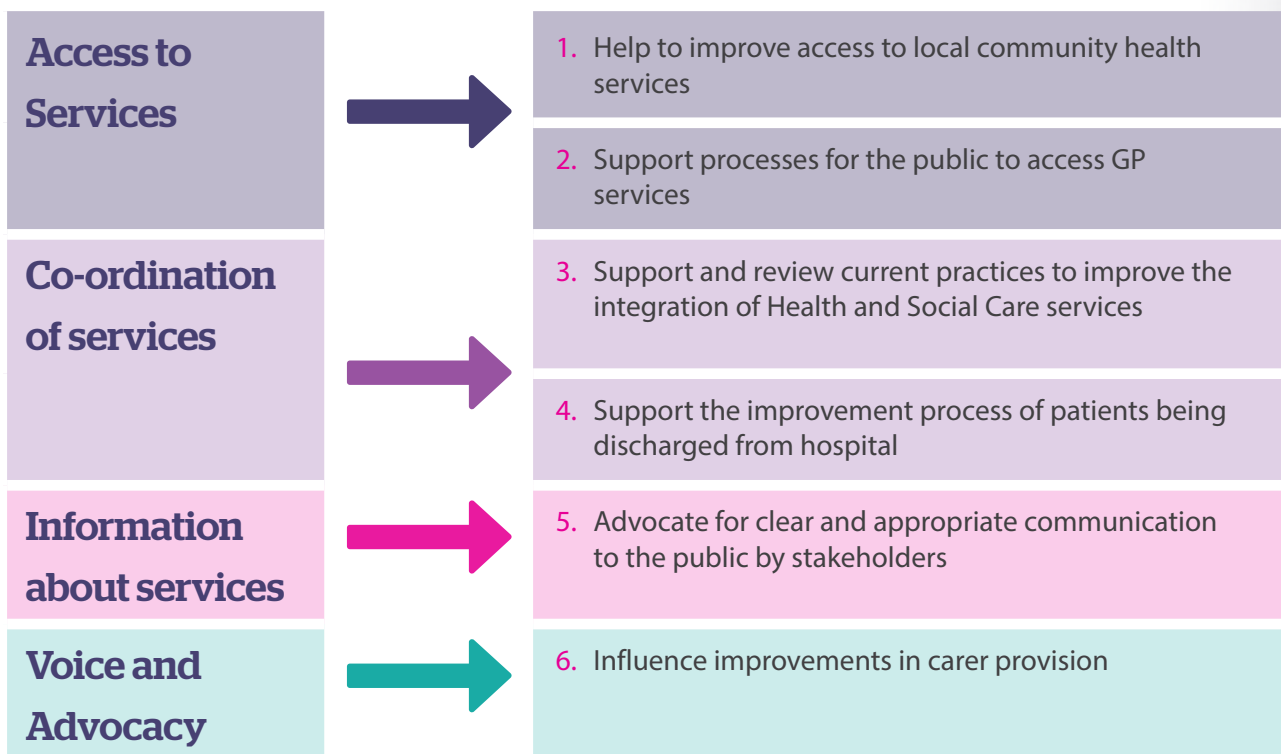 Access to
Services
1. Help to improve access to local community health
services
2. Support processes for the public to access GP
services
Co-ordination
of services
3. Support and review current practices to improve the
integration of Health and Social Care services
4. Support the improvement process of patients being
discharged from hospital
Information
about services
5. Advocate for clear and appropriate communication
to the public by stakeholders
Voice and
Advocacy
6. Influence improvements in carer provision